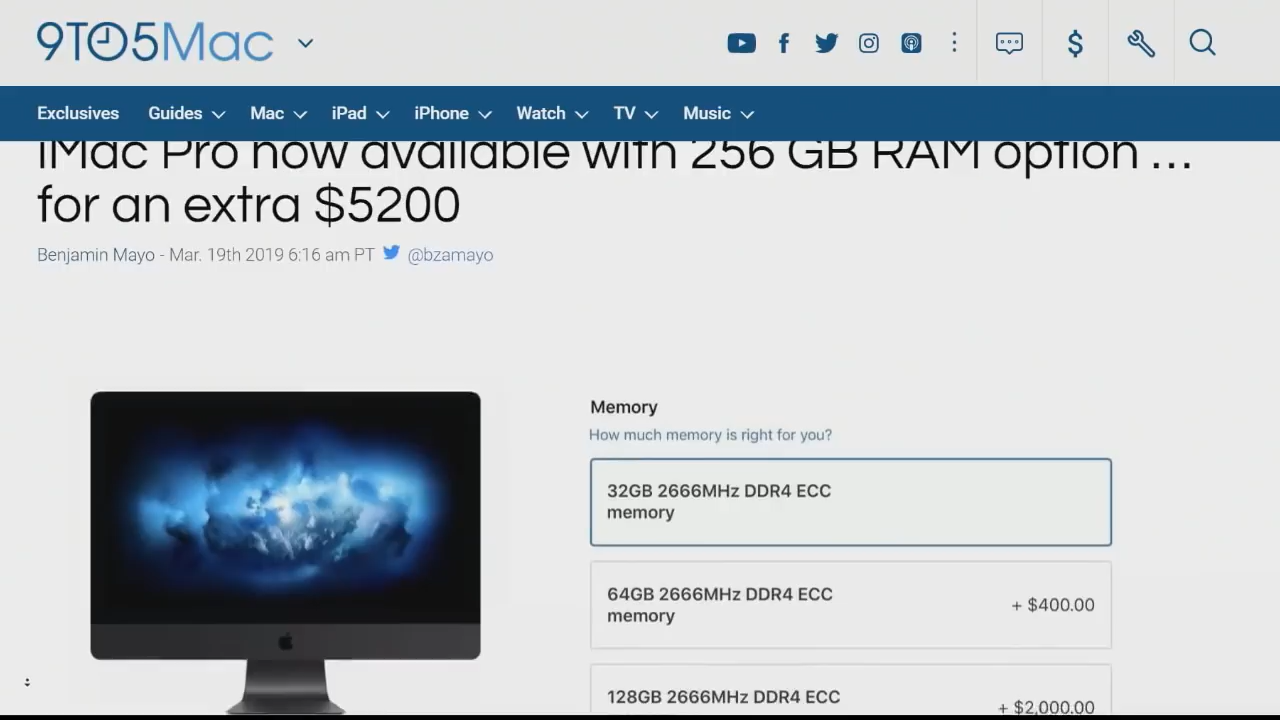 9TO5Mac
Exclusives Guides Mac iPad iPhone Watch TV Music
iMac Pro now available with 256 GB RAM option ...
for an extra $5200
Benjamin Mayo - Mar. 19th 2019 6:16 am PT @bzamayo
Memory
How much memory is right for you?
32GB 2666MHz DDR4 ECC
memory
64GB 2666MHz DDR4 ECC
memory
+ $400.00
128GB 2666MHz DDR4 ECC
+ $2,000.00